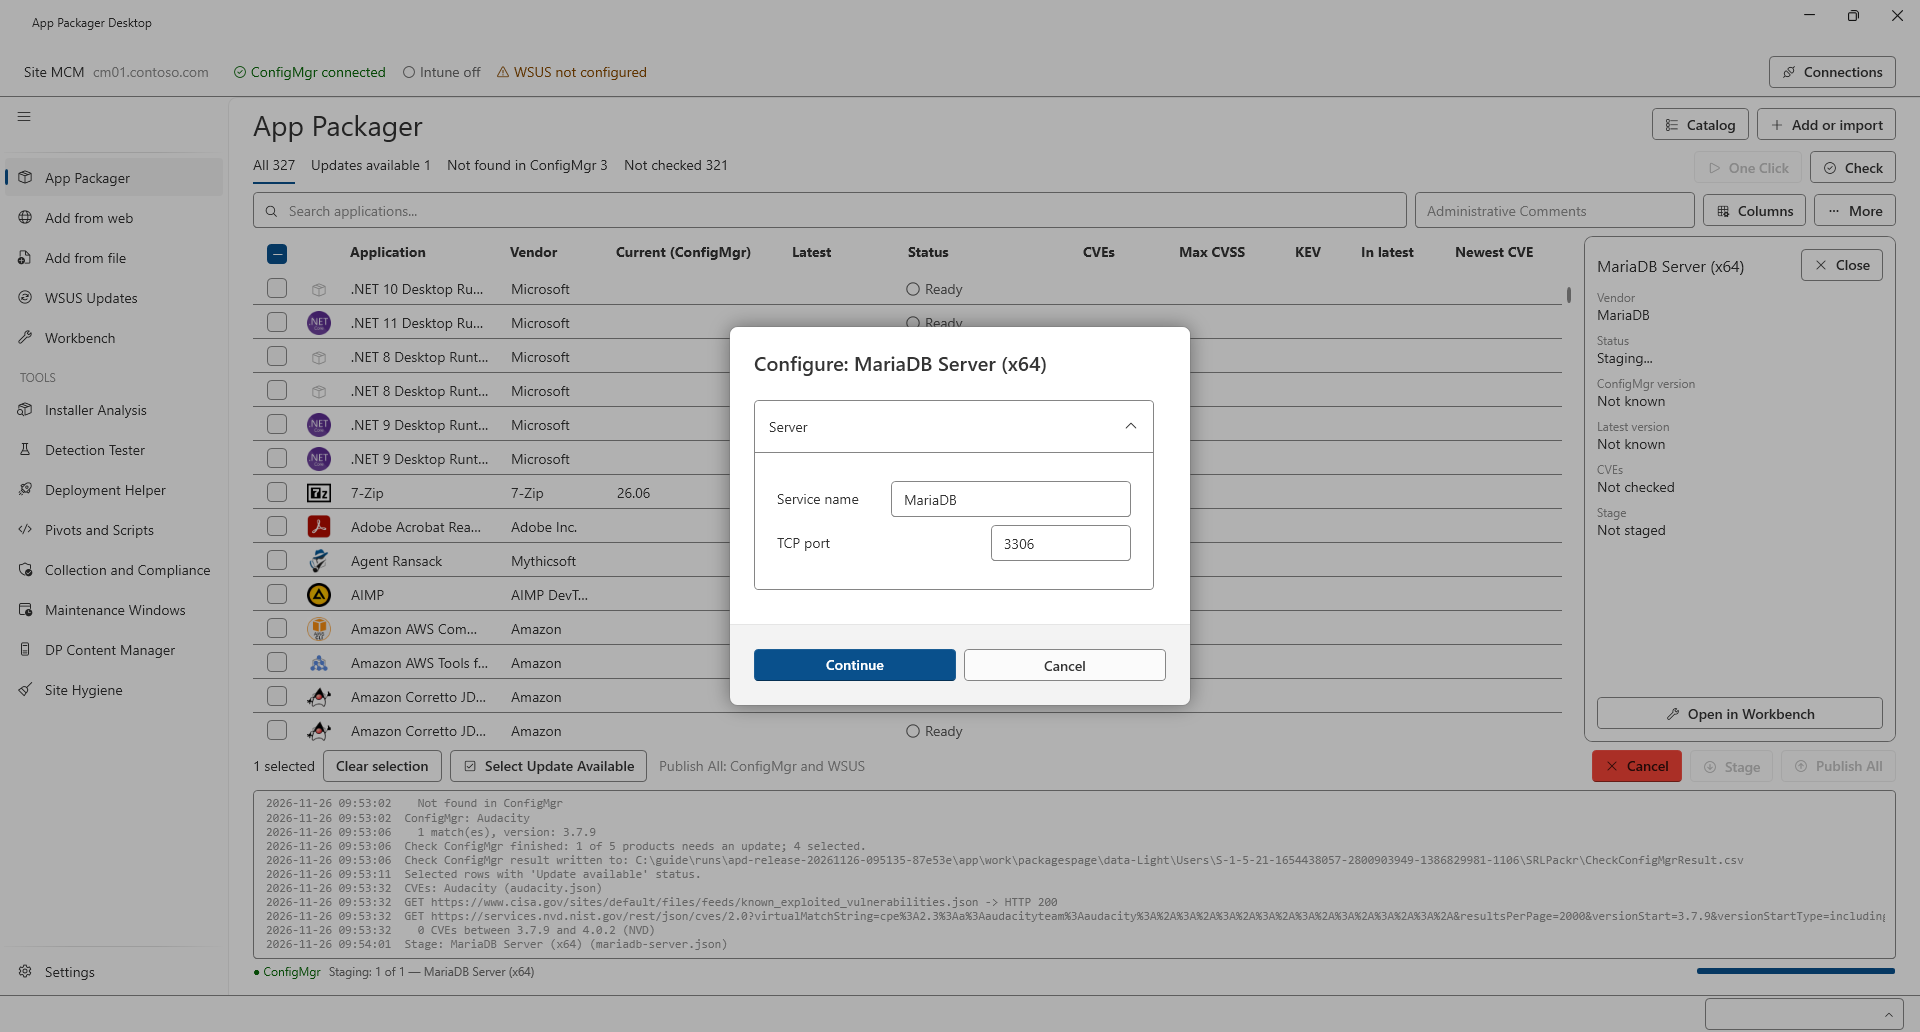 App Packager Desktop
Site MCM cm01.contoso.com ConfigMgr connected Intune off WSUS not configured Connections
App Packager
Add from web
Add from file
WSUS Updates
Workbench
TOOLS
Installer Analysis
Detection Tester
Deployment Helper
Pivots and Scripts
Collection and Compliance
Maintenance Windows
DP Content Manager
Site Hygiene
Settings
App Packager
Catalog
Add or import
All 327 Updates available 1 Not found in ConfigMgr 3 Not checked 321
One Click
Check
Search applications...
Administrative Comments
Columns
More
Application Vendor Current (ConfigMgr) Latest Status CVEs Max CVSS KEV In latest Newest CVE
.NET 10 Desktop Ru... Microsoft Ready
.NET 11 Desktop Ru... Microsoft Ready
.NET 8 Desktop Runt... Microsoft
.NET 8 Desktop Runt... Microsoft
.NET 9 Desktop Runt... Microsoft
.NET 9 Desktop Runt... Microsoft
7-Zip 7-Zip 26.06
Adobe Acrobat Rea... Adobe Inc.
Agent Ransack Mythicsoft
AIMP AIMP DevT...
Amazon AWS Com... Amazon
Amazon AWS Tools f... Amazon
Amazon Corretto JD... Amazon
Amazon Corretto JD... Amazon Ready
Configure: MariaDB Server (x64)
Server
Service name MariaDB
TCP port 3306
Continue
Cancel
MariaDB Server (x64)
Close
Vendor
MariaDB
Status
Staging...
ConfigMgr version
Not known
Latest version
Not known
CVEs
Not checked
Stage
Not staged
Open in Workbench
1 selected Clear selection Select Update Available Publish All: ConfigMgr and WSUS
Cancel Stage Publish All
2026-11-26 09:53:02 Not found in ConfigMgr
2026-11-26 09:53:02 ConfigMgr: Audacity
2026-11-26 09:53:06 1 match(es), version: 3.7.9
2026-11-26 09:53:06 Check ConfigMgr finished: 1 of 5 products needs an update; 4 selected.
2026-11-26 09:53:06 Check ConfigMgr result written to: C:\guide\runs\apd-release-20261126-095135-87e53e\app\work\packagespage\data-Light\Users\S-1-5-21-1654438057-2800903949-1386829981-1106\SRLPackr\CheckConfigMgrResult.csv
2026-11-26 09:53:11 Selected rows with 'Update available' status.
2026-11-26 09:53:32 CVEs: Audacity (audacity.json)
2026-11-26 09:53:32 GET https://www.cisa.gov/sites/default/files/feeds/known_exploited_vulnerabilities.json -> HTTP 200
2026-11-26 09:53:32 GET https://services.nvd.nist.gov/rest/json/cves/2.0?virtualMatchString=cpe%3A2.3%3Aa%3Aaudacityteam%3Aaudacity%3A%2A%3A%2A%3A%2A%3A%2A%3A%2A%3A%2A%3A%2A%3A%2A&resultsPerPage=2000&versionStart=3.7.9&versionStartType=including
2026-11-26 09:53:32 0 CVEs between 3.7.9 and 4.0.2 (NVD)
2026-11-26 09:54:01 Stage: MariaDB Server (x64) (mariadb-server.json)
ConfigMgr Staging: 1 of 1 — MariaDB Server (x64)